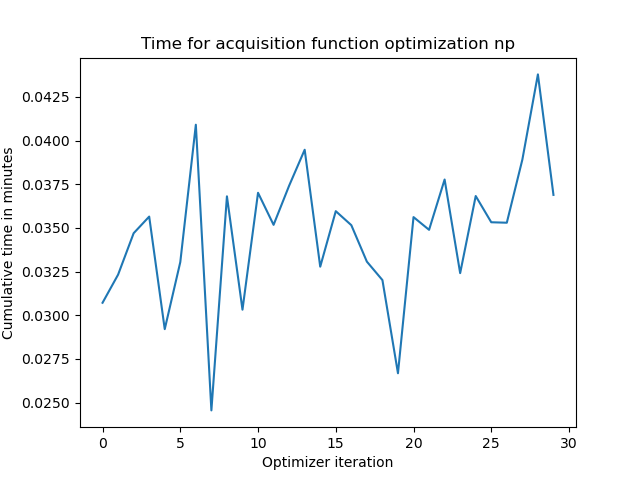 Time for acquisition function optimization np
Cumulative time in minutes
0.0425
0.0400
0.0375
0.0350
0.0325
0.0300
0.0275
0.0250
0 5 10 15 20 25 30
Optimizer iteration